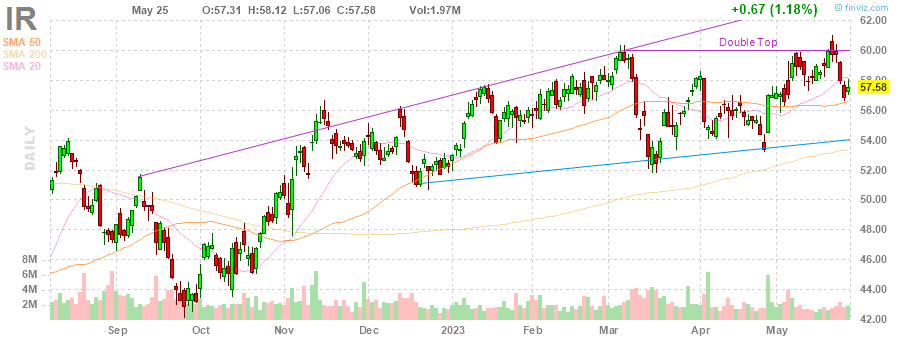 IR
May 25 O:57.31 H:58.12 L:57.06 C:57.58 Vol:1.97M
+0.67 (1.18%)
finviz.com
SMA 50
SMA 200
SMA 20
DAILY
Double Top
62.00
60.00
58.00
57.58
56.00
54.00
52.00
50.00
48.00
46.00
44.00
42.00
8M
6M
4M
2M
Sep Oct Nov Dec 2023 Feb Mar Apr May